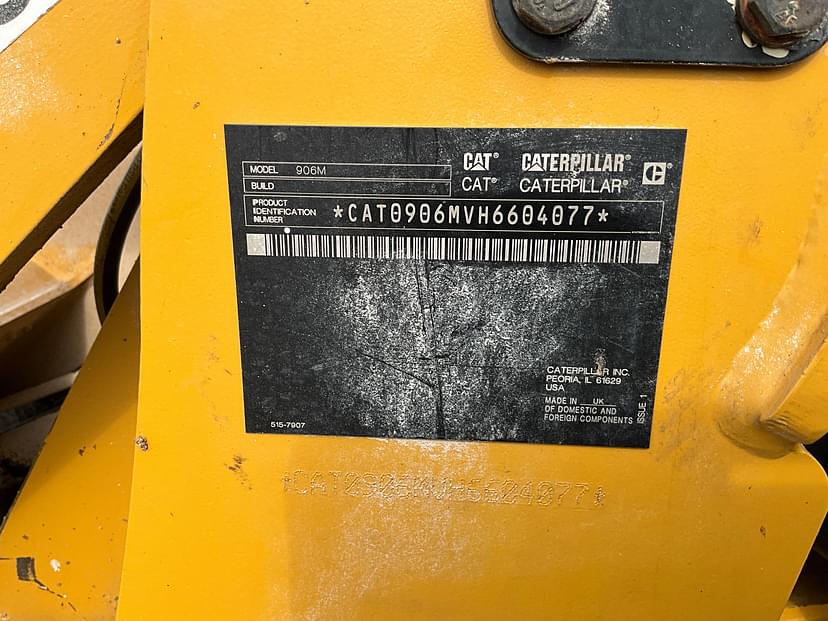 MODEL 906M
BUILD
CAT® CATERPILLAR® C
CAT® CATERPILLAR®
PRODUCT
IDENTIFICATION
NUMBER
*CAT0906MVH6604077*
CATERPILLAR INC.
PEORIA, IL 61629
USA
MADE IN UK
OF DOMESTIC AND
FOREIGN COMPONENTS
ISSUE 1
515-7907
*CAT0906MVH6604077*